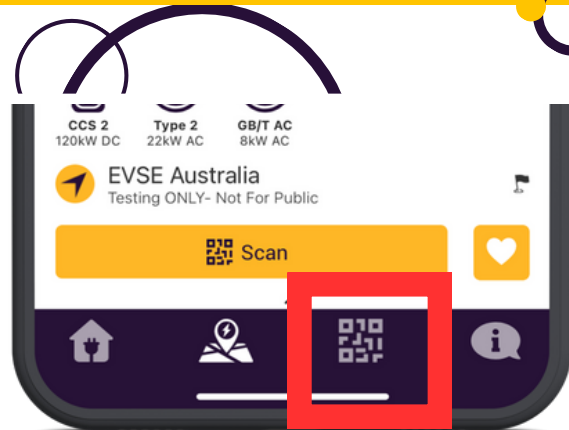 CCS 2 Type 2 GB/T AC
120kW DC 22kW AC 8kW AC
EVSE Australia
Testing ONLY- Not For Public
Scan